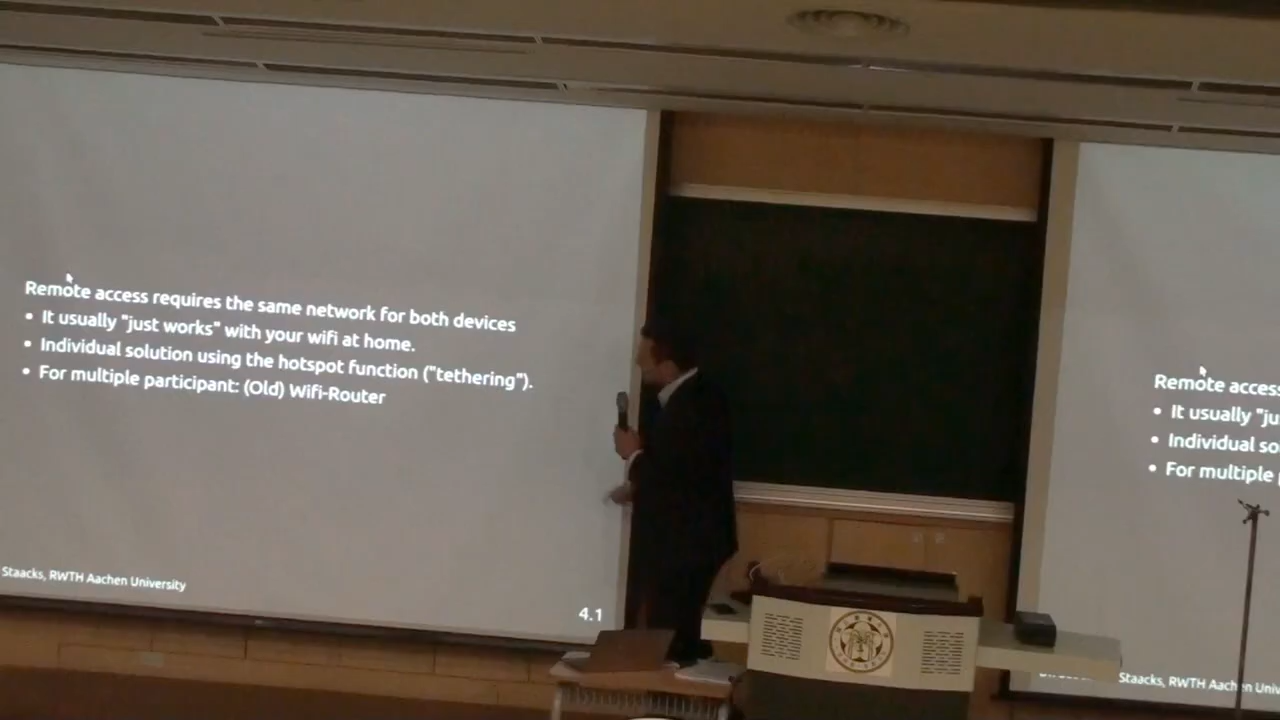 Remote access requires the same network for both devices
• It usually "just works" with your wifi at home.
• Individual solution using the hotspot function ("tethering").
• For multiple participant: (Old) Wifi-Router
Staacks, RWTH Aachen University
4.1
Remote access
• It usually "ju
• Individual so
• For multiple
Staacks, RWTH Aachen Univ